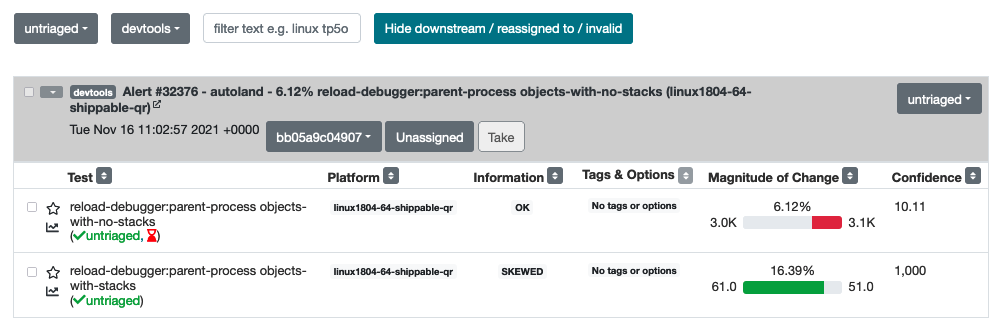 untriaged devtools filter text e.g. linux tp5o Hide downstream / reassigned to / invalid
devtools Alert #32376 - autoland - 6.12% reload-debugger:parent-process objects-with-no-stacks (linux1804-64-
shippable-qr)
untriaged
Tue Nov 16 11:02:57 2021 +0000 bb05a9c04907 Unassigned Take
Test Platform Information Tags & Options Magnitude of Change Confidence
reload-debugger:parent-process objects-
with-no-stacks
(untriaged, )
linux1804-64-shippable-qr
OK
No tags or options
6.12%
3.0K 3.1K
10.11
reload-debugger:parent-process objects-
with-stacks
(untriaged)
linux1804-64-shippable-qr
SKEWED
No tags or options
16.39%
61.0 51.0
1,000